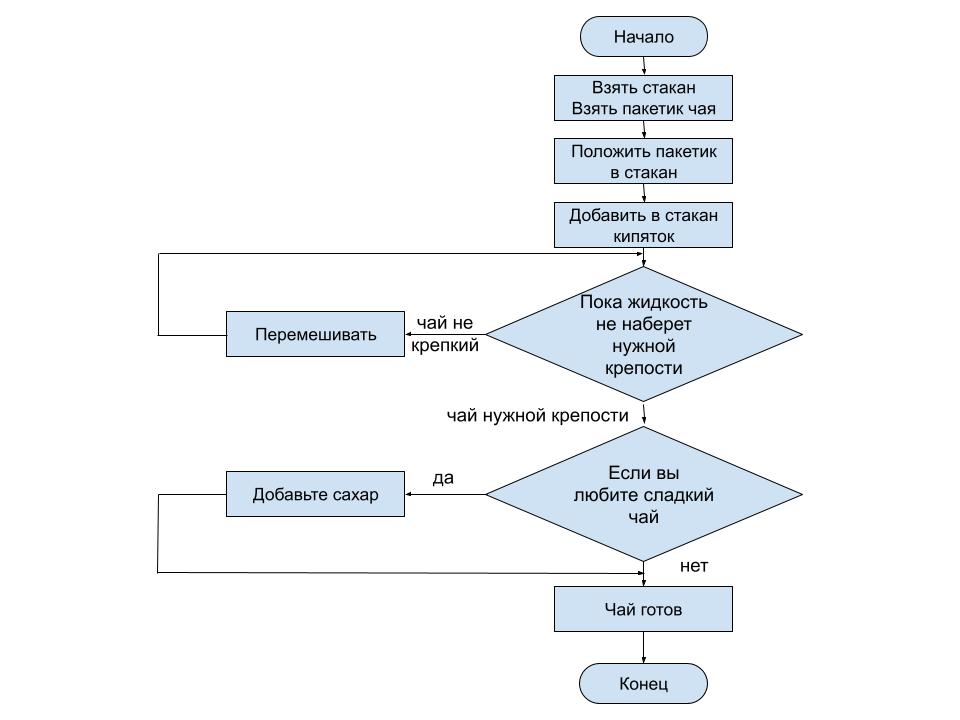 Начало
Взять стакан
Взять пакетик чая
Положить пакетик
в стакан
Добавить в стакан
кипяток
Пока жидкость
не наберет
нужной
крепости
чай не
крепкий
Перемешивать
чай нужной крепости
Если вы
любите сладкий
чай
да
Добавьте сахар
нет
Чай готов
Конец